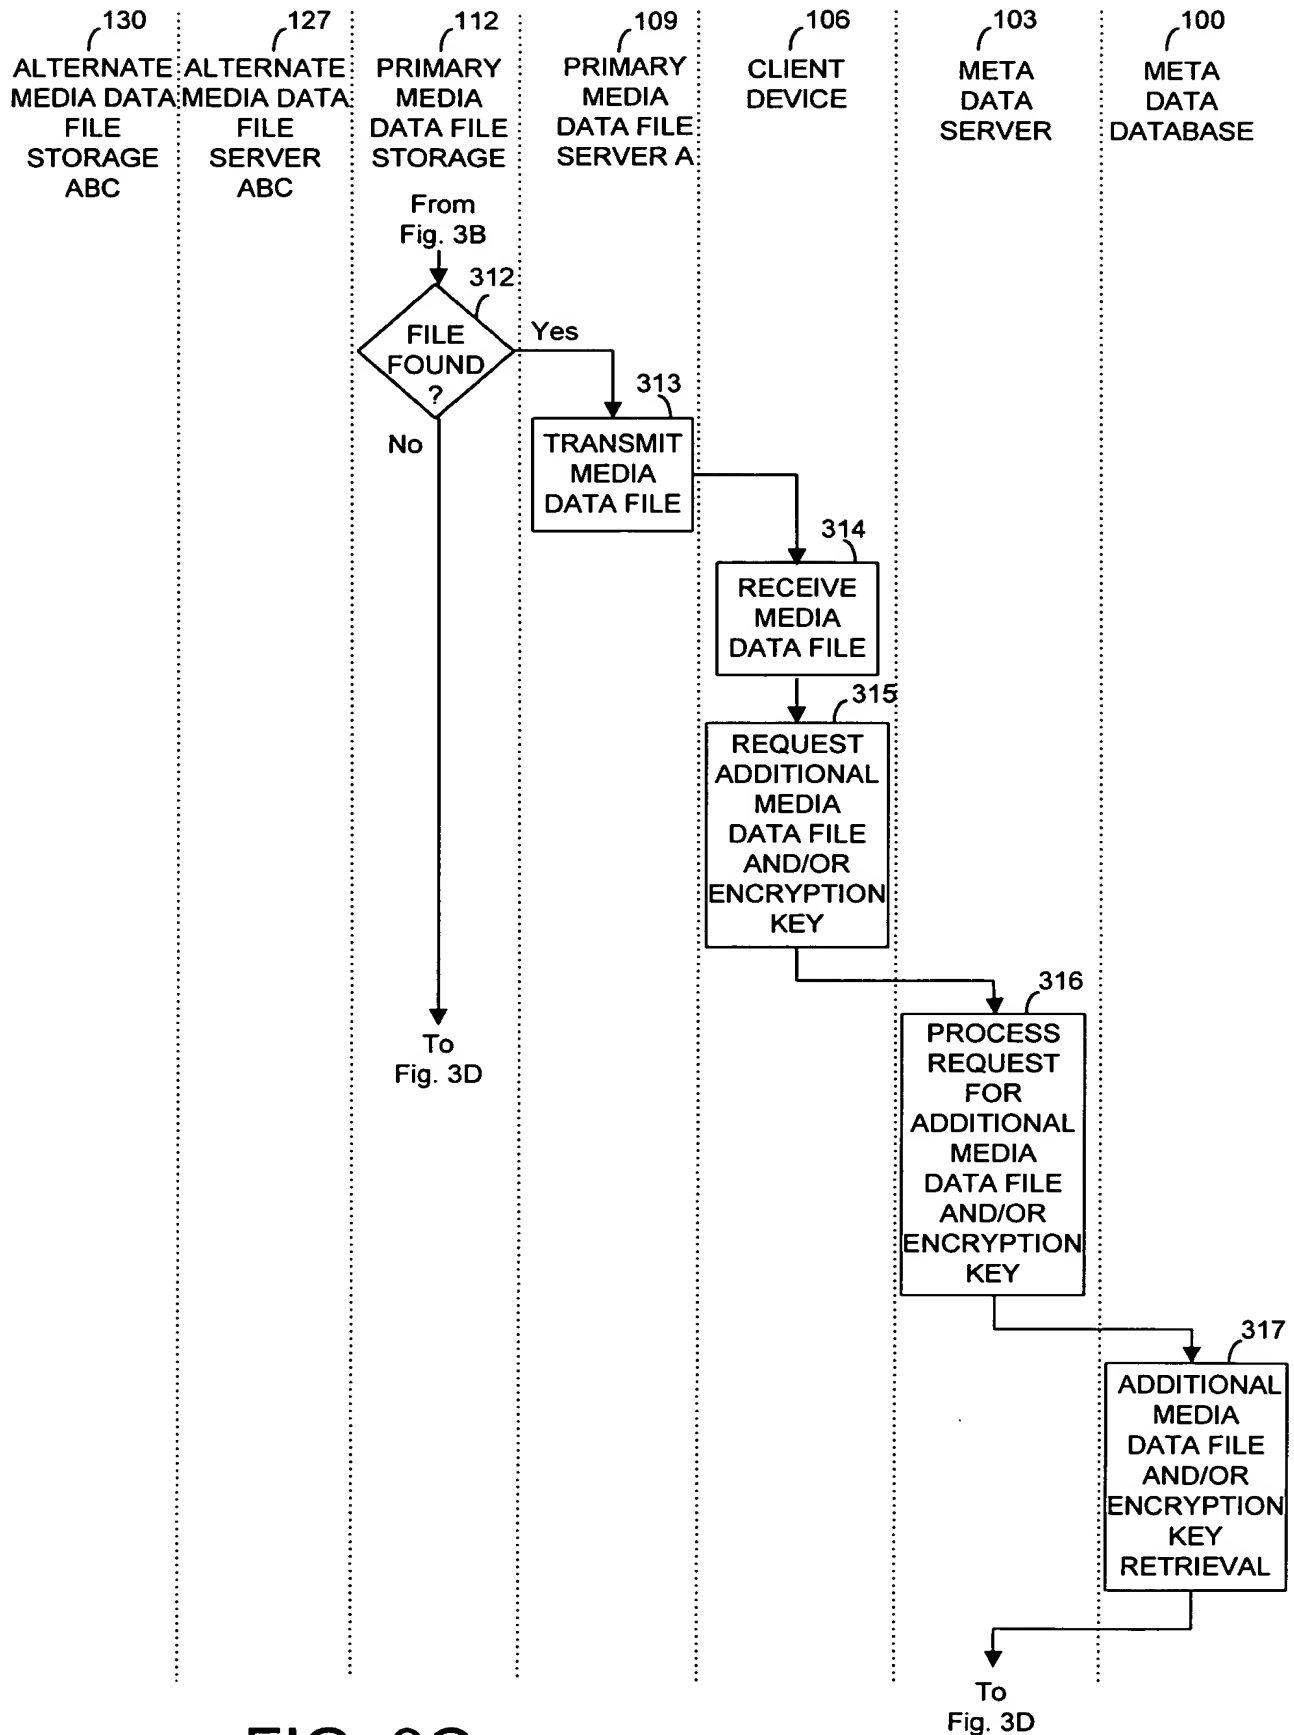 130
ALTERNATE
MEDIA DATA
FILE
STORAGE
ABC
127
ALTERNATE
MEDIA DATA
FILE
SERVER
ABC
112
PRIMARY
MEDIA
DATA FILE
STORAGE
109
PRIMARY
MEDIA
DATA FILE
SERVER A
106
CLIENT
DEVICE
103
META
DATA
SERVER
100
META
DATA
DATABASE
From
Fig. 3B
312
FILE
FOUND
?
Yes
No
313
TRANSMIT
MEDIA
DATA FILE
314
RECEIVE
MEDIA
DATA FILE
315
REQUEST
ADDITIONAL
MEDIA
DATA FILE
AND/OR
ENCRYPTION
KEY
To
Fig. 3D
316
PROCESS
REQUEST
FOR
ADDITIONAL
MEDIA
DATA FILE
AND/OR
ENCRYPTION
KEY
317
ADDITIONAL
MEDIA
DATA FILE
AND/OR
ENCRYPTION
KEY
RETRIEVAL
To
Fig. 3D